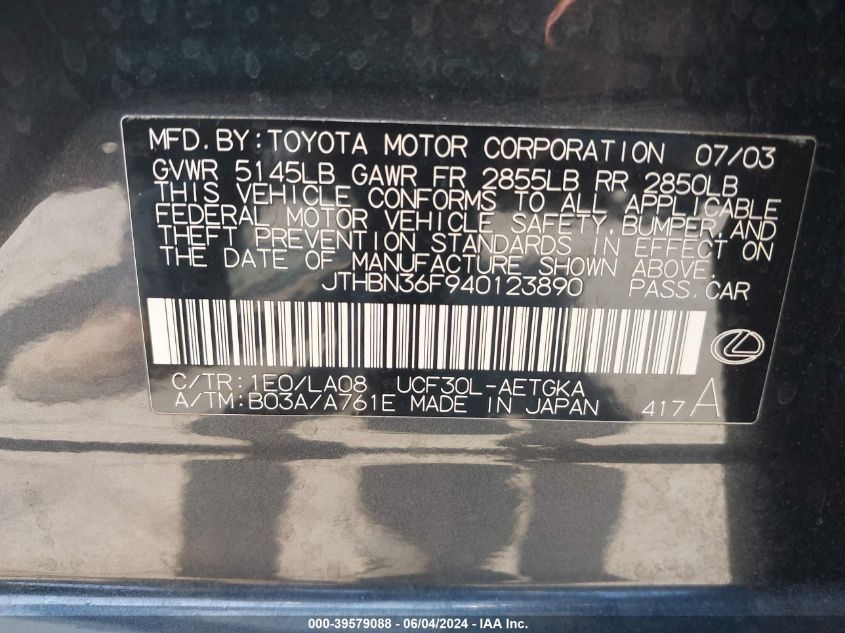 MFD. BY: TOYOTA MOTOR CORPORATION 07/03
GVWR 5145LB GAWR FR 2855LB RR 2850LB
THIS VEHICLE CONFORMS TO ALL APPLICABLE
FEDERAL MOTOR VEHICLE SAFETY, BUMPER, AND
THEFT PREVENTION STANDARDS IN EFFECT ON
THE DATE OF MANUFACTURE SHOWN ABOVE.
JTHBN36F940123890 PASS. CAR
C/TR: 1E0/LA08 UCF30L-AETGKA
A/TM: B03A/A761E MADE IN JAPAN 417A
000-39579088 - 06/04/2024 - IAA Inc.